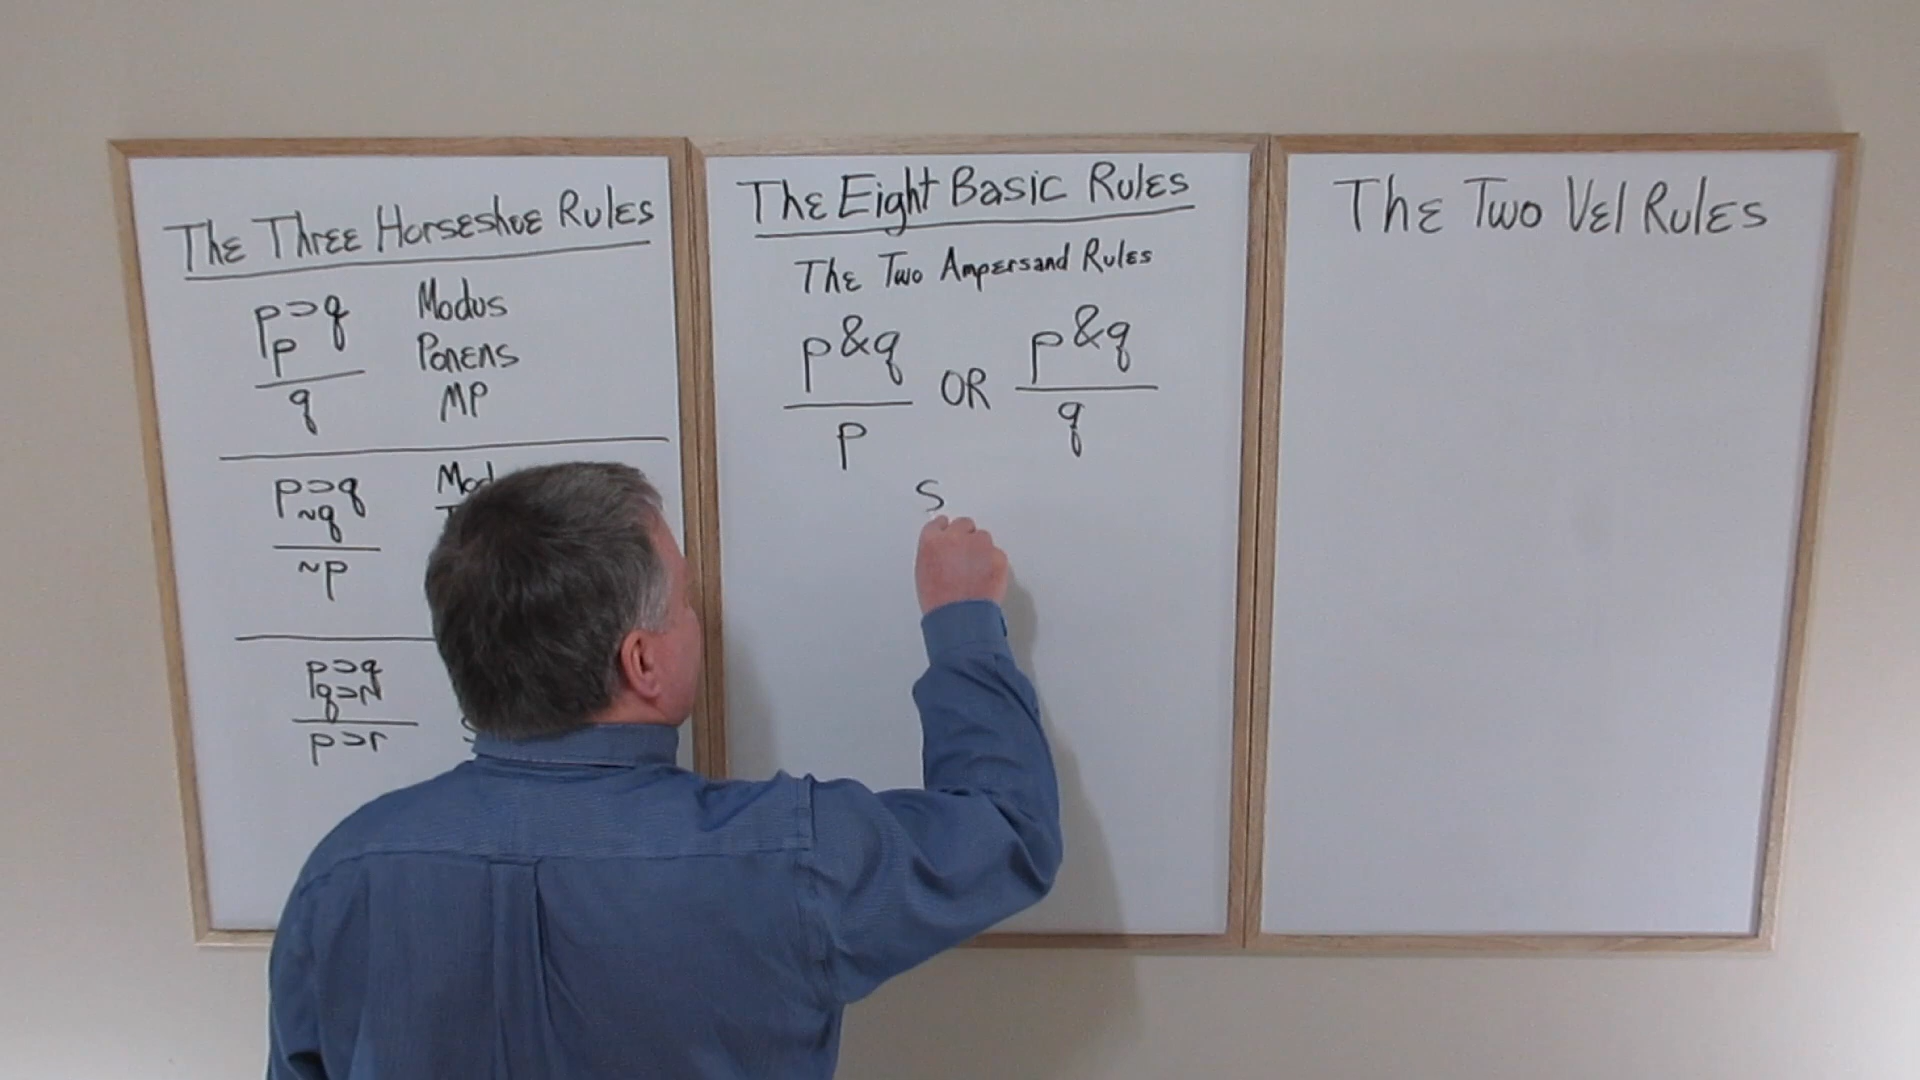 The Three Horseshoe Rules
p⊃q Modus
p Ponens
q MP
p⊃q
~q
~p
p⊃q
q⊃r
p⊃r
The Eight Basic Rules
The Two Ampersand Rules
p&q OR p&q
p q
S
The Two Vel Rules